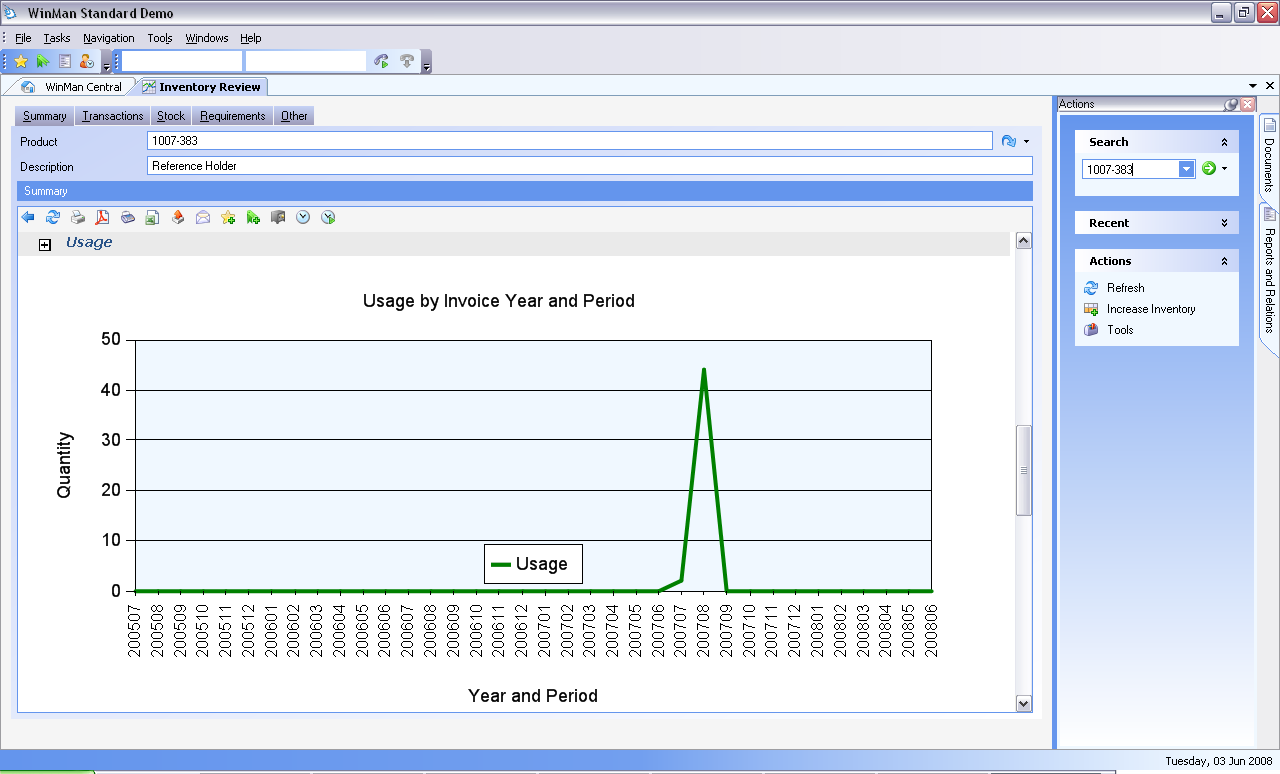 WinMan Standard Demo
File Tasks Navigation Tools Windows Help
WinMan Central Inventory Review
Summary Transactions Stock Requirements Other
Product 1007-383
Description Reference Holder
Summary
Usage
Usage by Invoice Year and Period
50
40
30
20
10
0
Quantity
Usage
200507 200508 200509 200510 200511 200512 200601 200602 200603 200604 200605 200606 200607 200608 200609 200610 200611 200612 200701 200702 200703 200704 200705 200706 200707 200708 200709 200710 200711 200712 200801 200802 200803 200804 200805 200806
Year and Period
Actions
Search
1007-383
Recent
Actions
Refresh
Increase Inventory
Tools
Documents
Reports and Relations
Tuesday, 03 Jun 2008